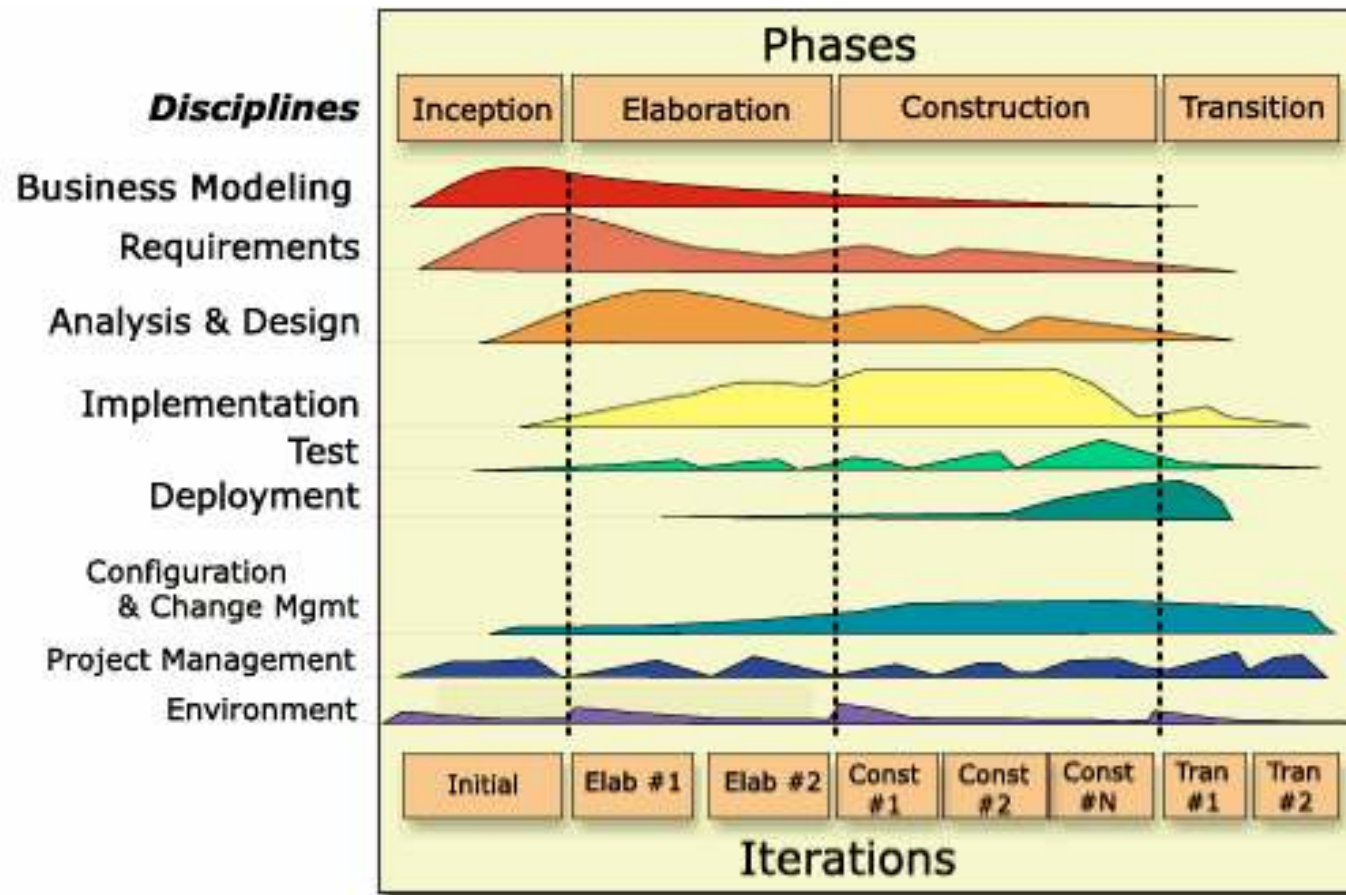 Phases
Disciplines Inception Elaboration Construction Transition
Business Modeling
Requirements
Analysis & Design
Implementation
Test
Deployment
Configuration
& Change Mgmt
Project Management
Environment
Initial Elab #1 Elab #2 Const #1 Const #2 Const #N Tran #1 Tran #2
Iterations